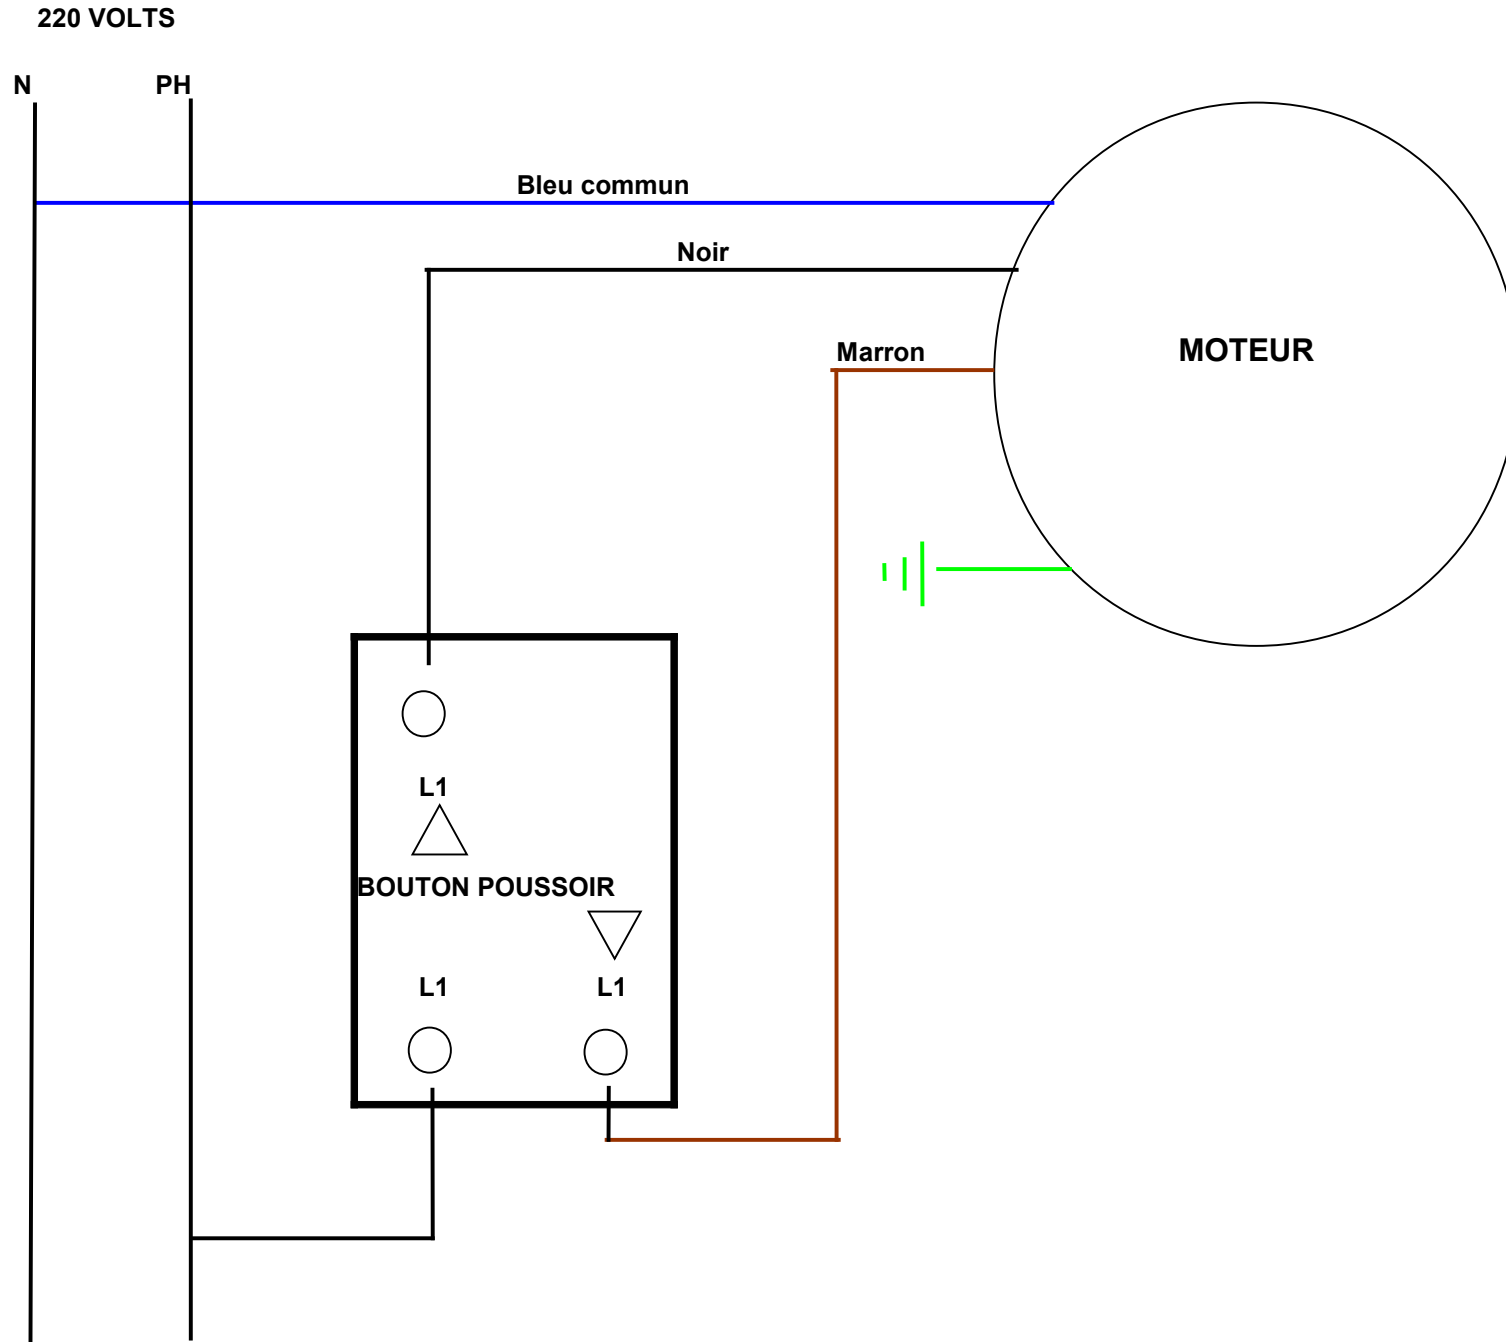 220 VOLTS
N
PH
Bleu commun
Noir
Marron
MOTEUR
L1
BOUTON POUSSOIR
L1
L1